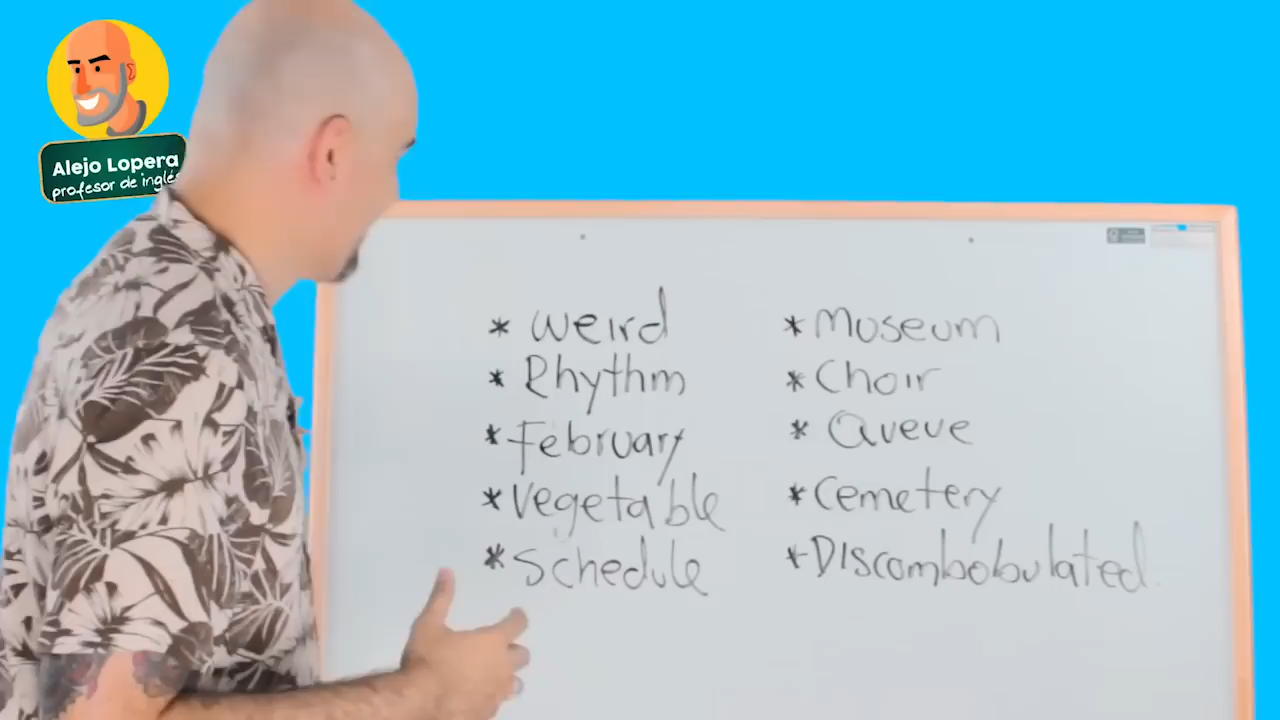 Alejo Lopera
profesor de inglés
* weird
* Rhythm
* February
* vegetable
* schedule
* Museum
* Choir
* Queue
* Cemetery
* Discombobulated